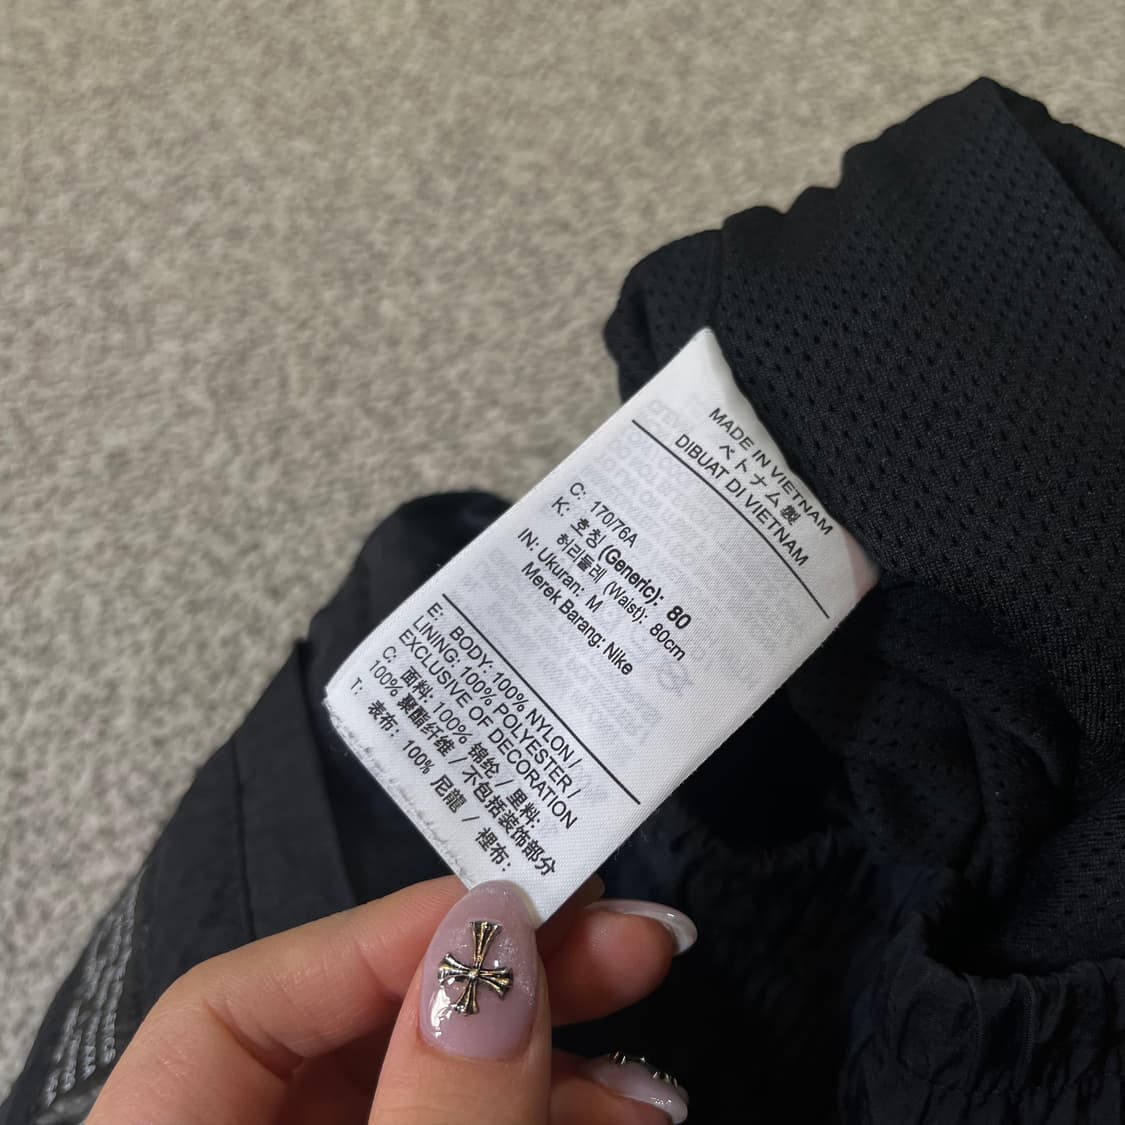 MADE IN VIETNAM
ベトナム製
DIBUAT DI VIETNAM
C: 170/76A
K: 호칭 (Generic): 80
허리둘레 (Waist): 80cm
IN: Ukuran: M
Merek Barang: Nike
E: BODY: 100% NYLON /
LINING: 100% POLYESTER /
EXCLUSIVE OF DECORATION
C: 面料: 100% 锦纶 / 里料:
100% 聚酯纤维 / 不包括装饰部分
T: 表布: 100% 尼龍 / 裡布: